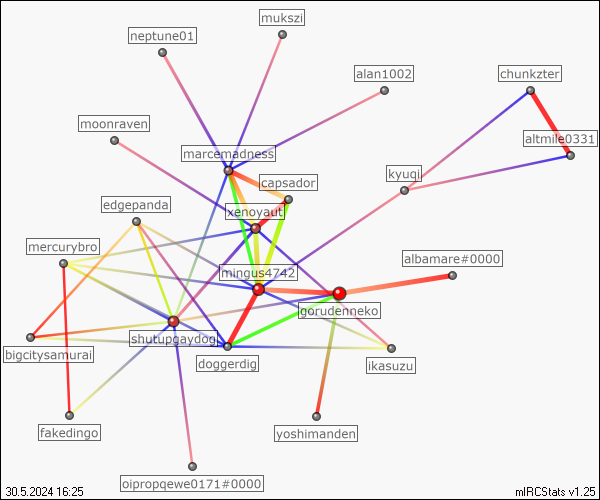 mukszi
neptune01
alan1002
chunkzter
moonraven
altmile0331
marcemadness
kyuqi
capsador
edgepanda
xenoyaut
mercurybro
albamare#0000
mingus4742
gorudenneko
shutupgaydog
bigcitysamurai
doggerdig
ikasuzu
fakedingo
yoshimanden
oipropqewe0171#0000
30.5.2024 16:25
mIRCStats v1.25